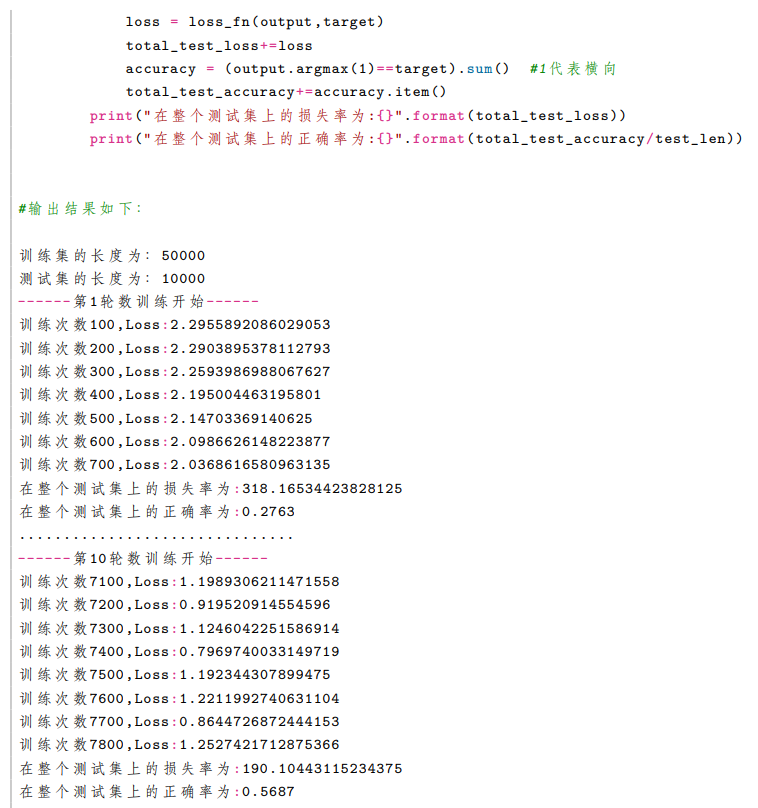 loss = loss_fn(output,target)
total_test_loss+=loss
accuracy = (output.argmax(1)==target).sum() #1代表横向
total_test_accuracy+=accuracy.item()
print("在整个测试集上的损失率为:{}".format(total_test_loss))
print("在整个测试集上的正确率为:{}".format(total_test_accuracy/test_len))
#输出结果如下：
训练集的长度为：50000
测试集的长度为：10000
------第1轮数训练开始------
训练次数100,Loss:2.2955892086029053
训练次数200,Loss:2.2903895378112793
训练次数300,Loss:2.2593986988067627
训练次数400,Loss:2.195004463195801
训练次数500,Loss:2.14703369140625
训练次数600,Loss:2.0986626148223877
训练次数700,Loss:2.0368616580963135
在整个测试集上的损失率为:318.16534423828125
在整个测试集上的正确率为:0.2763
...............................
------第10轮数训练开始------
训练次数7100,Loss:1.1989306211471558
训练次数7200,Loss:0.919520914554596
训练次数7300,Loss:1.1246042251586914
训练次数7400,Loss:0.7969740033149719
训练次数7500,Loss:1.192344307899475
训练次数7600,Loss:1.2211992740631104
训练次数7700,Loss:0.8644726872444153
训练次数7800,Loss:1.2527421712875366
在整个测试集上的损失率为:190.10443115234375
在整个测试集上的正确率为:0.5687